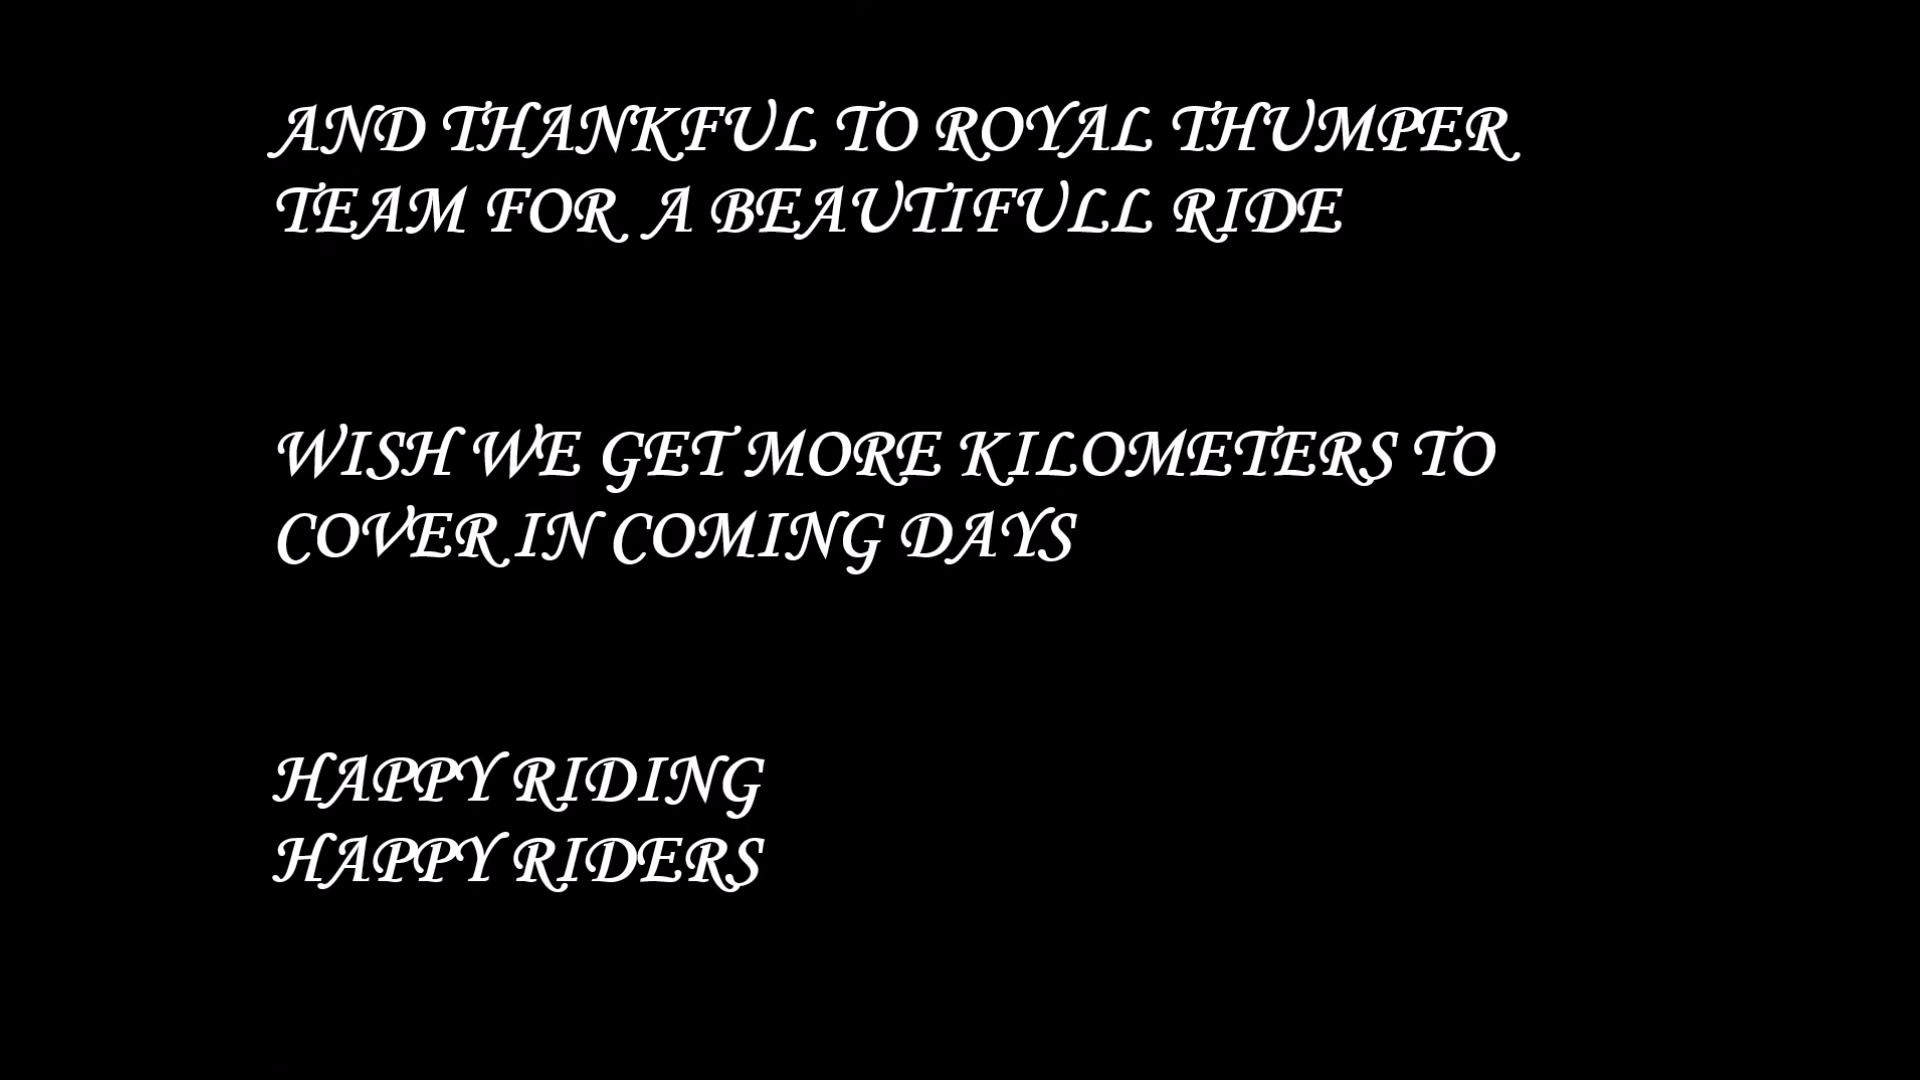 AND THANKFUL TO ROYAL THUMPER
TEAM FOR A BEAUTIFULL RIDE
WISH WE GET MORE KILOMETERS TO
COVER IN COMING DAYS
HAPPY RIDING
HAPPY RIDERS